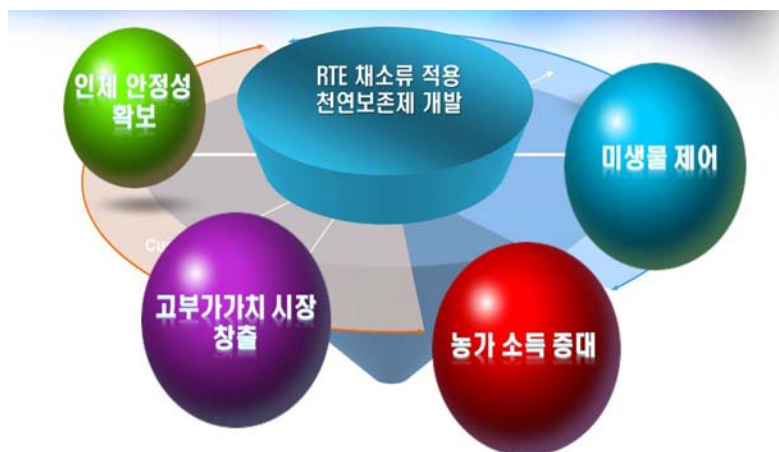 RTE 채소류 적용
천연보존제 개발
인체 안정성
확보
미생물 제어
고부가가치 시장
창출
농가 소득 증대